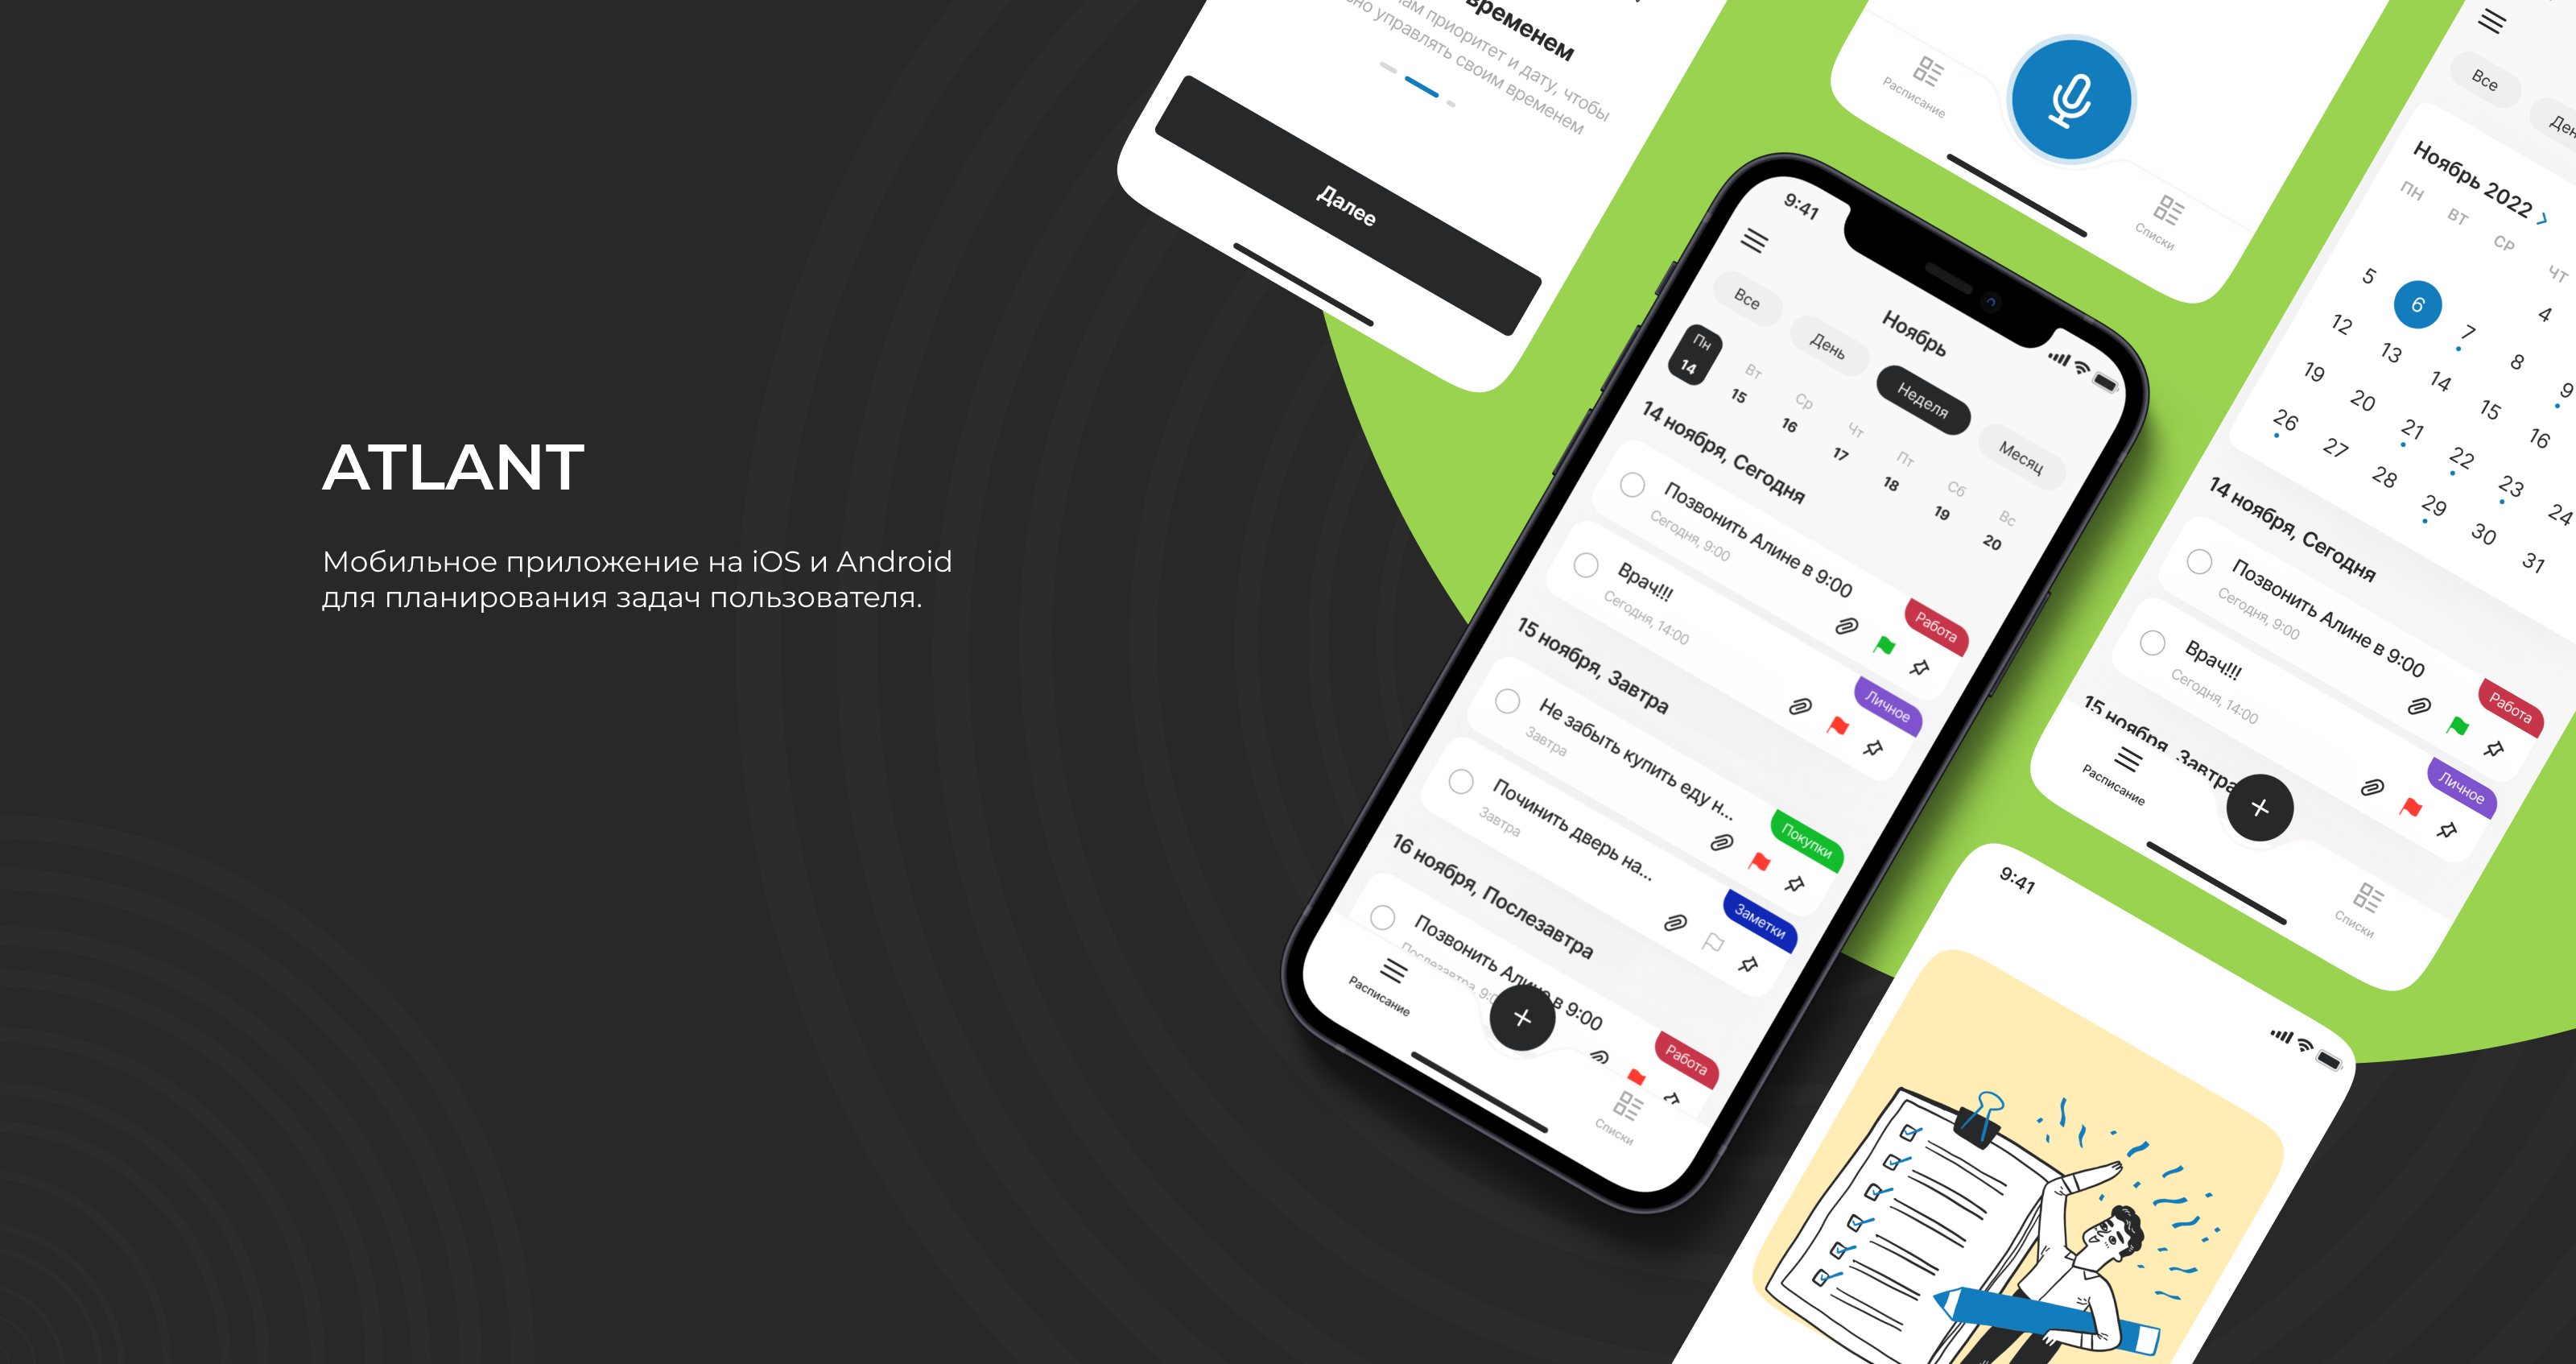 ATLANT
Мобильное приложение на iOS и Android
для планирования задач пользователя.
временем
приоритет и дату, чтобы
управлять своим временем
Далее
Расписание
Списки
9:41
Ноябрь
Все
День
Неделя
Месяц
Пн
Вт
Ср
Чт
Пт
Сб
Вс
14
15
16
17
18
19
20
14 ноября, Сегодня
Позвонить Алине в 9:00
Сегодня, 9:00
Работа
Врач!!!
Сегодня, 14:00
Личное
15 ноября, Завтра
Не забыть купить еду н...
Завтра
Покупки
Починить дверь на...
Завтра
Заметки
16 ноября, Послезавтра
Позвонить Алине в 9:00
Послезавтра, 9:0
Работа
Расписание
+
Списки
Все
Ден
Ноябрь 2022 >
ПН
ВТ
СР
ЧТ
4
5 6 7 8 9
12 13 14 15 16
19 20 21 22 23 24
26 27 28 29 30 31
14 ноября, Сегодня
Позвонить Алине в 9:00
Сегодня, 9:00
Работа
Врач!!!
Сегодня, 14:00
Личное
15 ноября, Завтра
Расписание
+
Списки
9:41